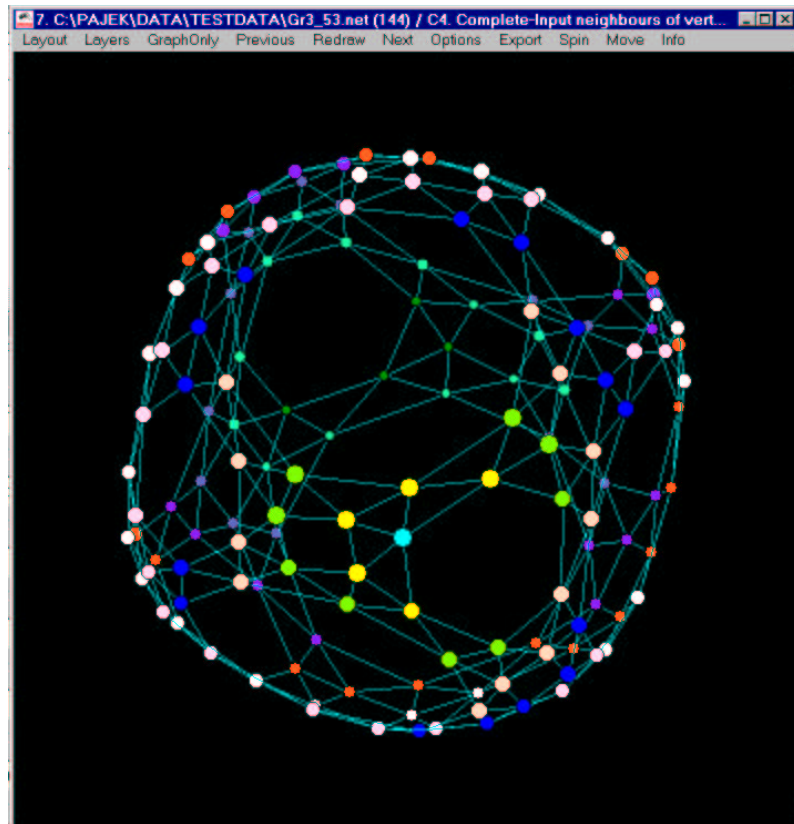 7. C:\PAJEK\DATA\TESTDATA\Gr3_53.net (144) / C4. Complete-Input neighbours of vert...
Layout Layers GraphOnly Previous Redraw Next Options Export Spin Move Info